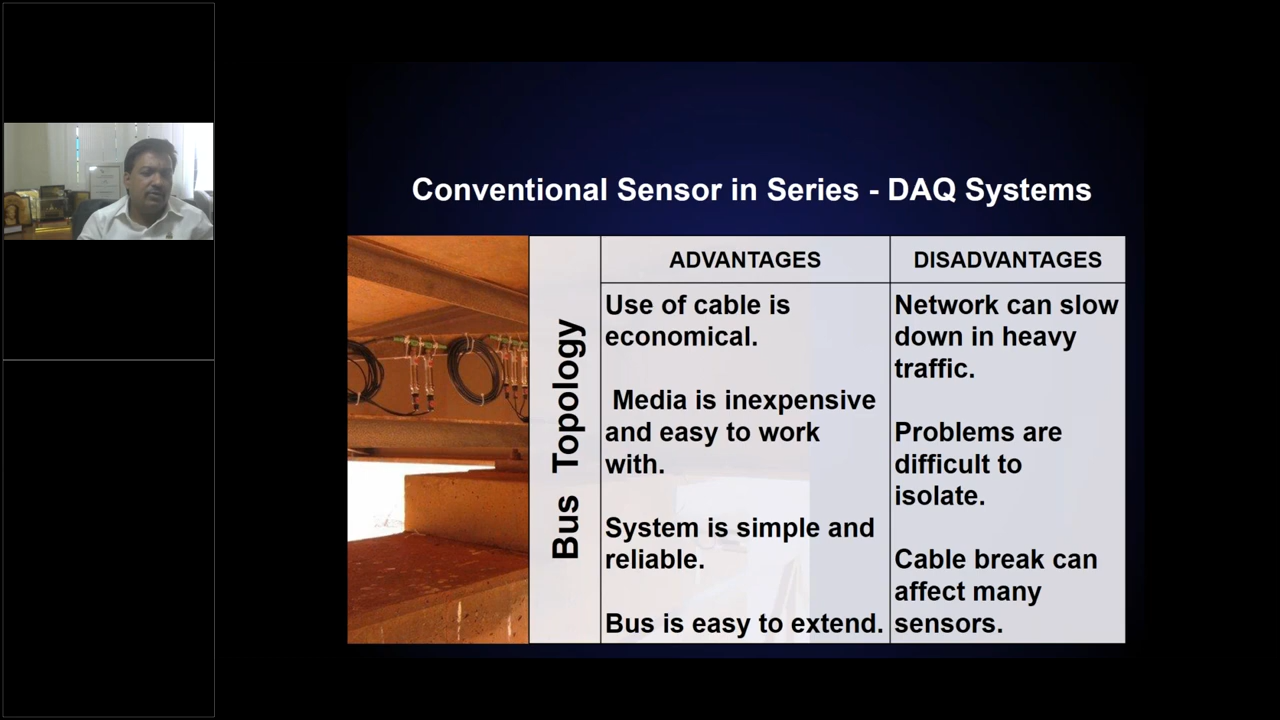 Conventional Sensor in Series - DAQ Systems
Bus Topology
ADVANTAGES
Use of cable is
economical.
Media is inexpensive
and easy to work
with.
System is simple and
reliable.
Bus is easy to extend.
DISADVANTAGES
Network can slow
down in heavy
traffic.
Problems are
difficult to
isolate.
Cable break can
affect many
sensors.